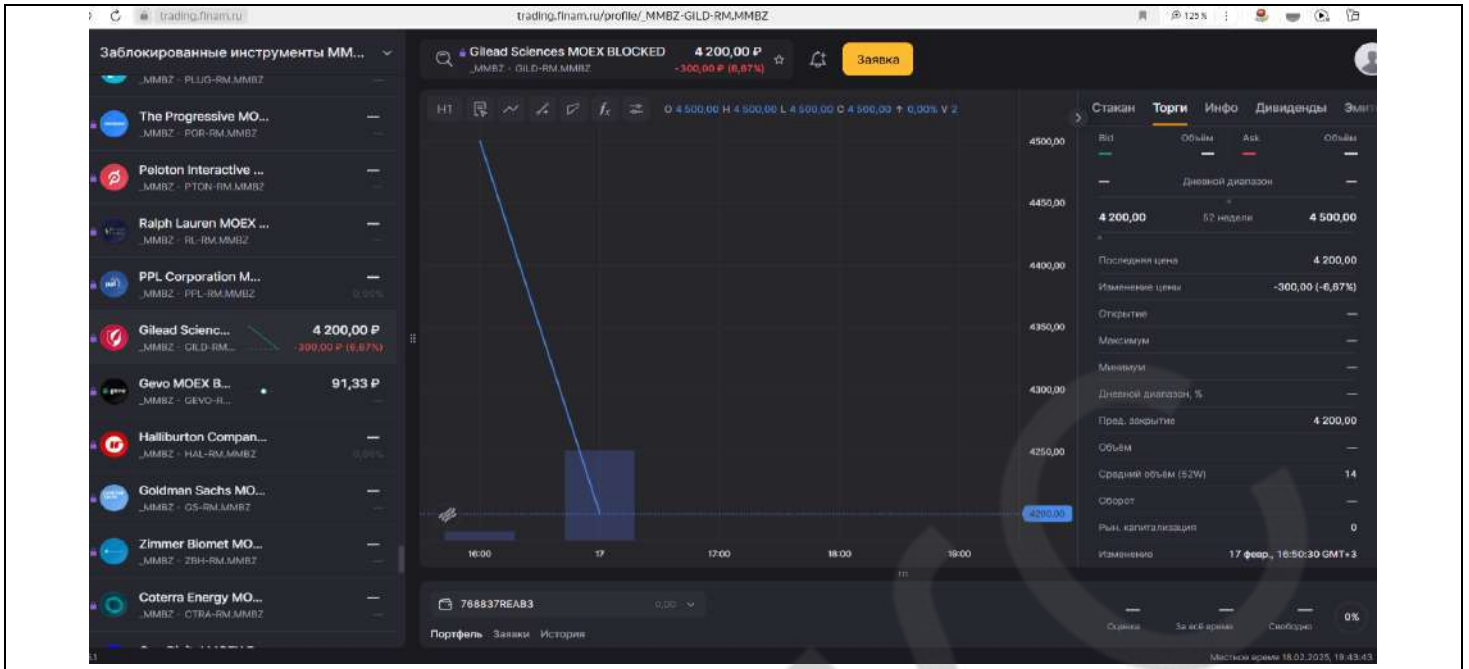 trading.finam.ru
trading.finam.ru/profile/_MMBZ-GILD-RM.MMBZ
125 %
Заблокированные инструменты ММ...
_MMBZ · PLUG-RM.MMBZ
—
The Progressive MO...
—
_MMBZ · PGR-RM.MMBZ
Peloton Interactive ...
—
_MMBZ · PTON-RM.MMBZ
Ralph Lauren MOEX ...
—
_MMBZ · RL-RM.MMBZ
PPL Corporation M...
—
_MMBZ · PPL-RM.MMBZ
0,00%
Gilead Scienc...
4 200,00 ₽
_MMBZ · GILD-RM...
-300,00 ₽ (6,67%)
Gevo MOEX B...
91,33 ₽
_MMBZ · GEVO-R...
Halliburton Compan...
—
_MMBZ · HAL-RM.MMBZ
0,00%
Goldman Sachs MO...
—
_MMBZ · GS-RM.MMBZ
Zimmer Biomet MO...
—
_MMBZ · ZBH-RM.MMBZ
Coterra Energy MO...
—
_MMBZ · CTRA-RM.MMBZ
Gilead Sciences MOEX BLOCKED
4 200,00 ₽
_MMBZ · GILD-RM.MMBZ
-300,00 ₽ (6,67%)
Заявка
H1
fx
O 4 500,00 H 4 500,00 L 4 500,00 C 4 500,00 ↑ 0,00% V 2
4500,00
4450,00
4400,00
4350,00
4300,00
4250,00
4200,00
16:00 17 17:00 18:00 19:00
Стакан Торги Инфо Дивиденды Эмит
Bid Объём Ask Объём
— — — —
— Дневной диапазон —
4 200,00 52 недели 4 500,00
Последняя цена 4 200,00
Изменение цены -300,00 (-6,67%)
Открытие —
Максимум —
Минимум —
Дневной диапазон, % —
Пред. закрытие 4 200,00
Объём —
Средний объём (52W) 14
Оборот —
Рын. капитализация 0
Изменено 17 февр., 16:50:30 GMT+3
768837REAB3 0,00
Портфель Заявки История
— — — 0%
Оценка За всё время Свободно
Местное время 18.02.2025, 19:43:43